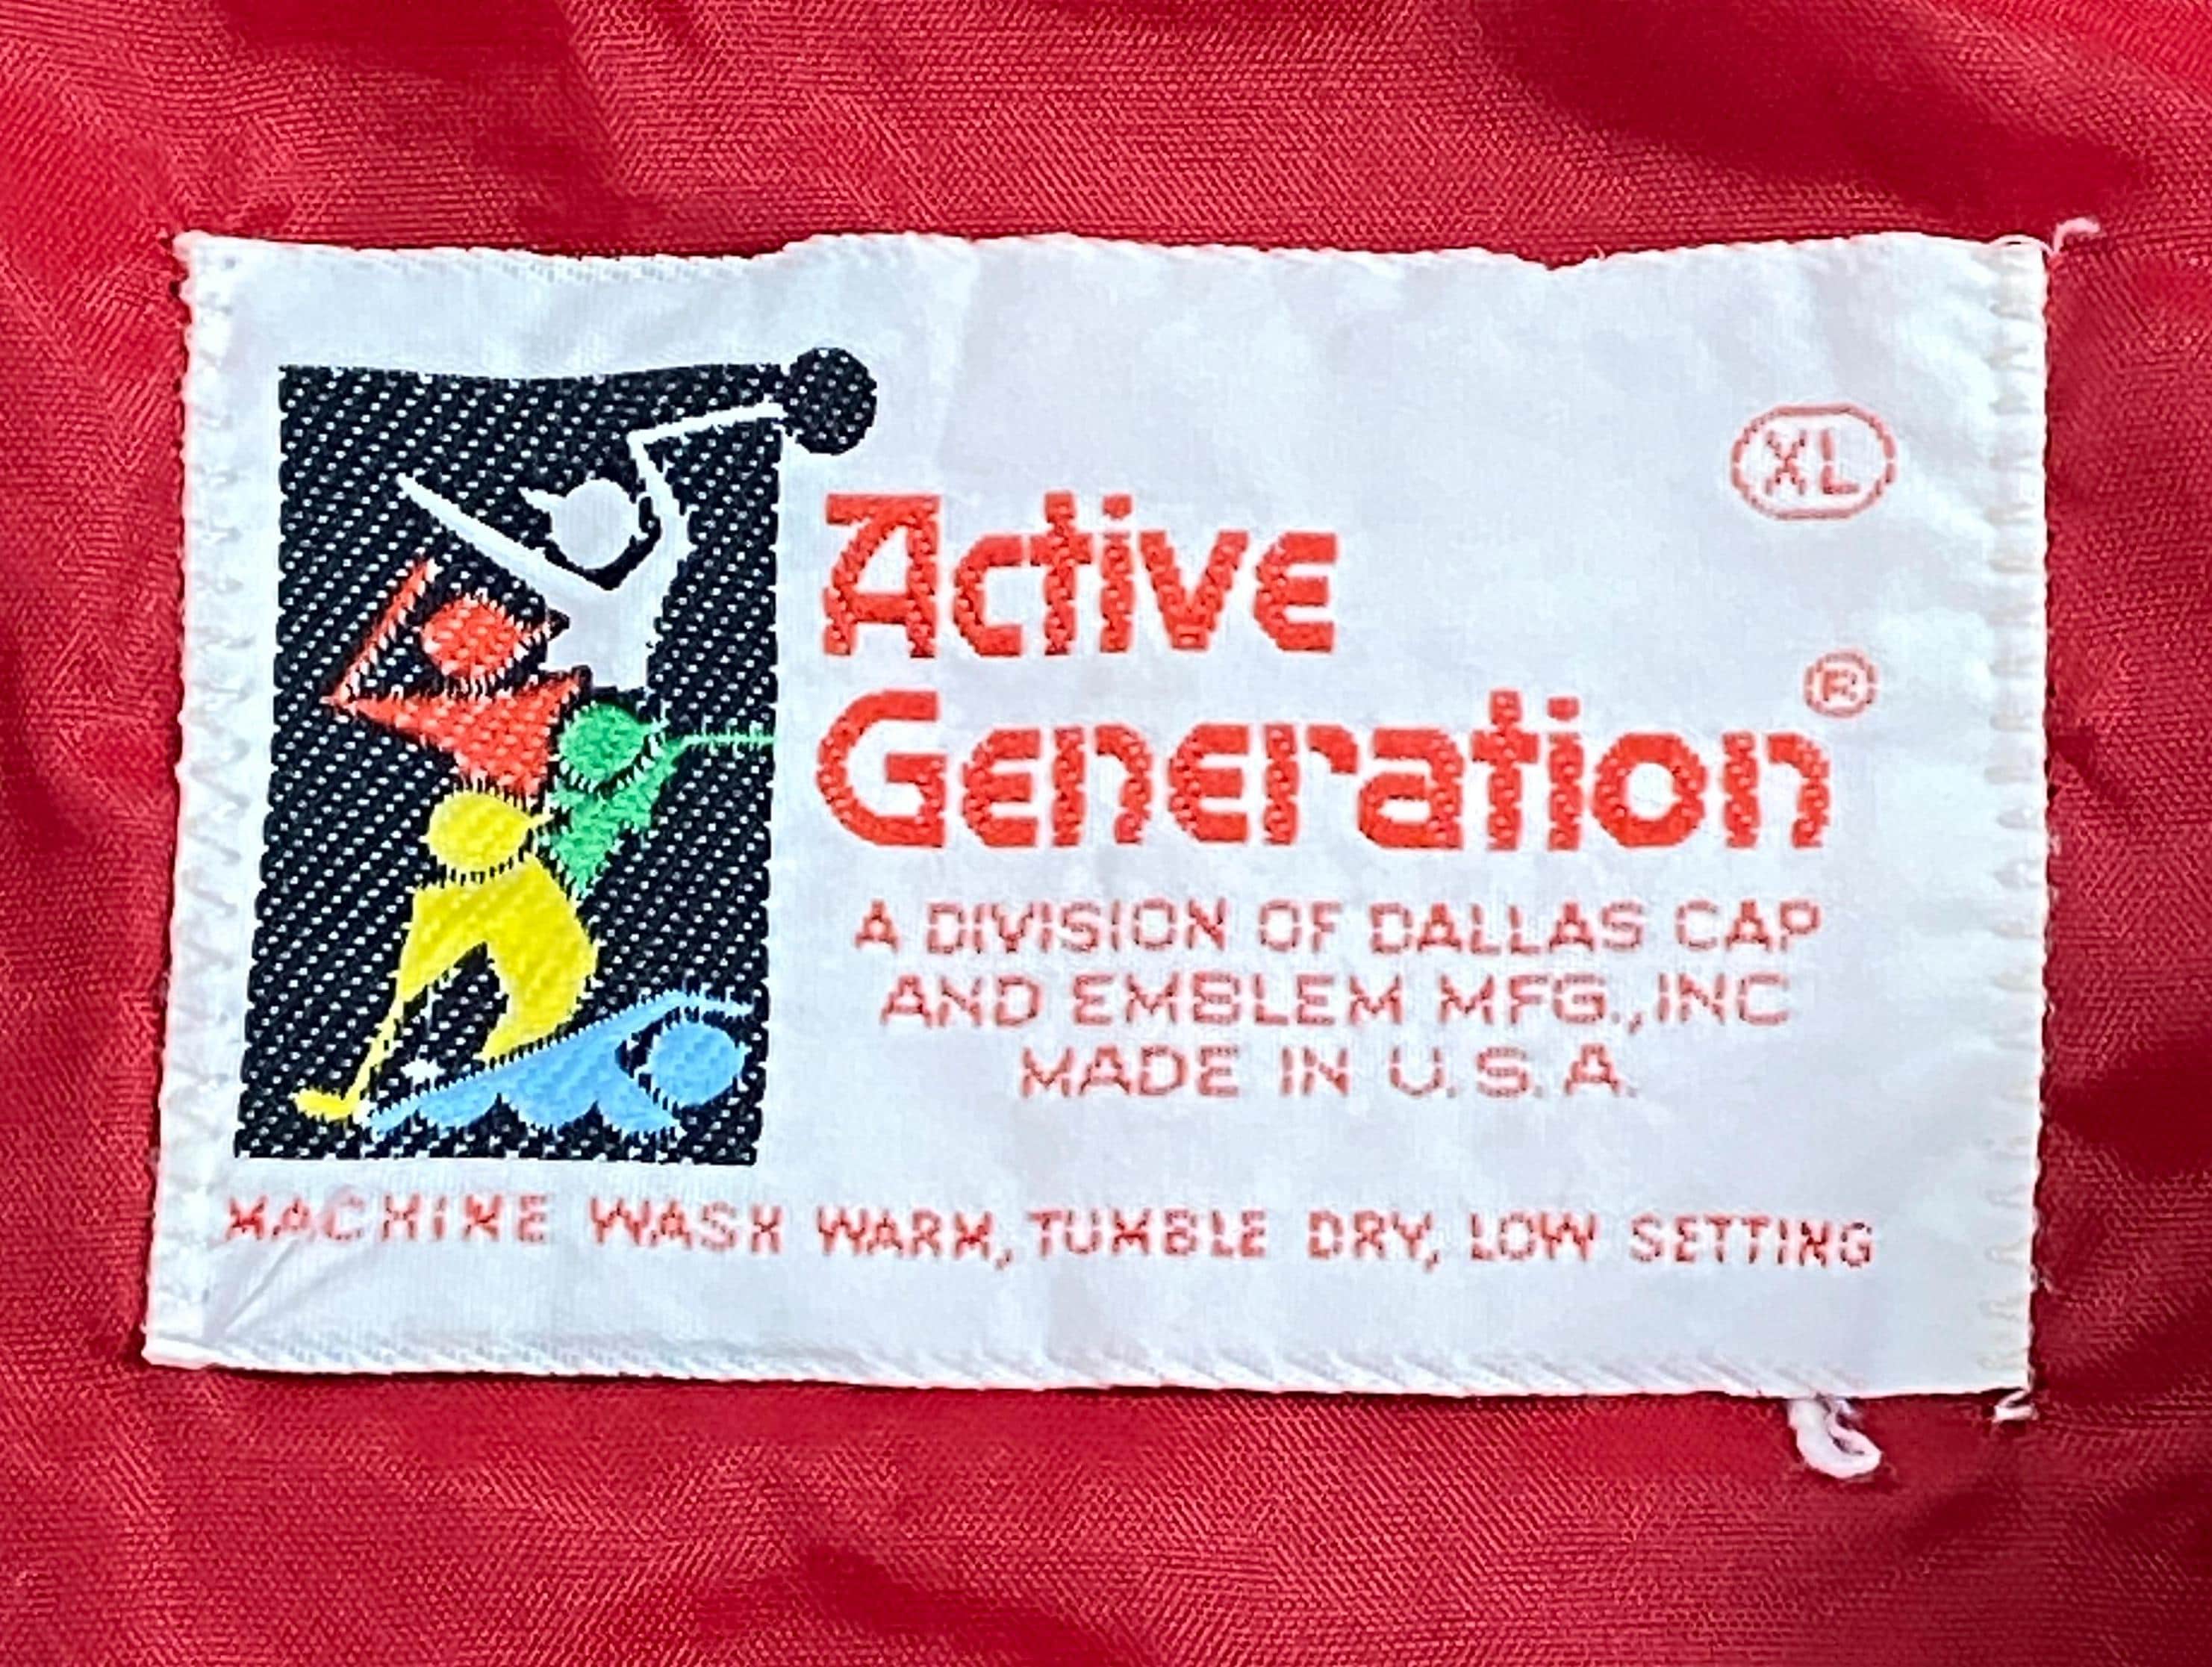 XL
Active
Generation®
A DIVISION OF DALLAS CAP
AND EMBLEM MFG.,INC
MADE IN U.S.A.
MACHINE WASH WARM, TUMBLE DRY, LOW SETTING